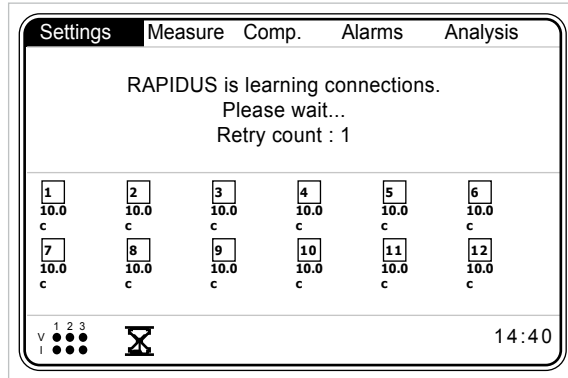 Settings Measure Comp. Alarms Analysis
RAPIDUS is learning connections.
Please wait...
Retry count : 1
1 2 3 4 5 6
10.0 10.0 10.0 10.0 10.0 10.0
c c c c c c
7 8 9 10 11 12
10.0 10.0 10.0 10.0 10.0 10.0
c c c c c c
1 2 3
V
I
14:40